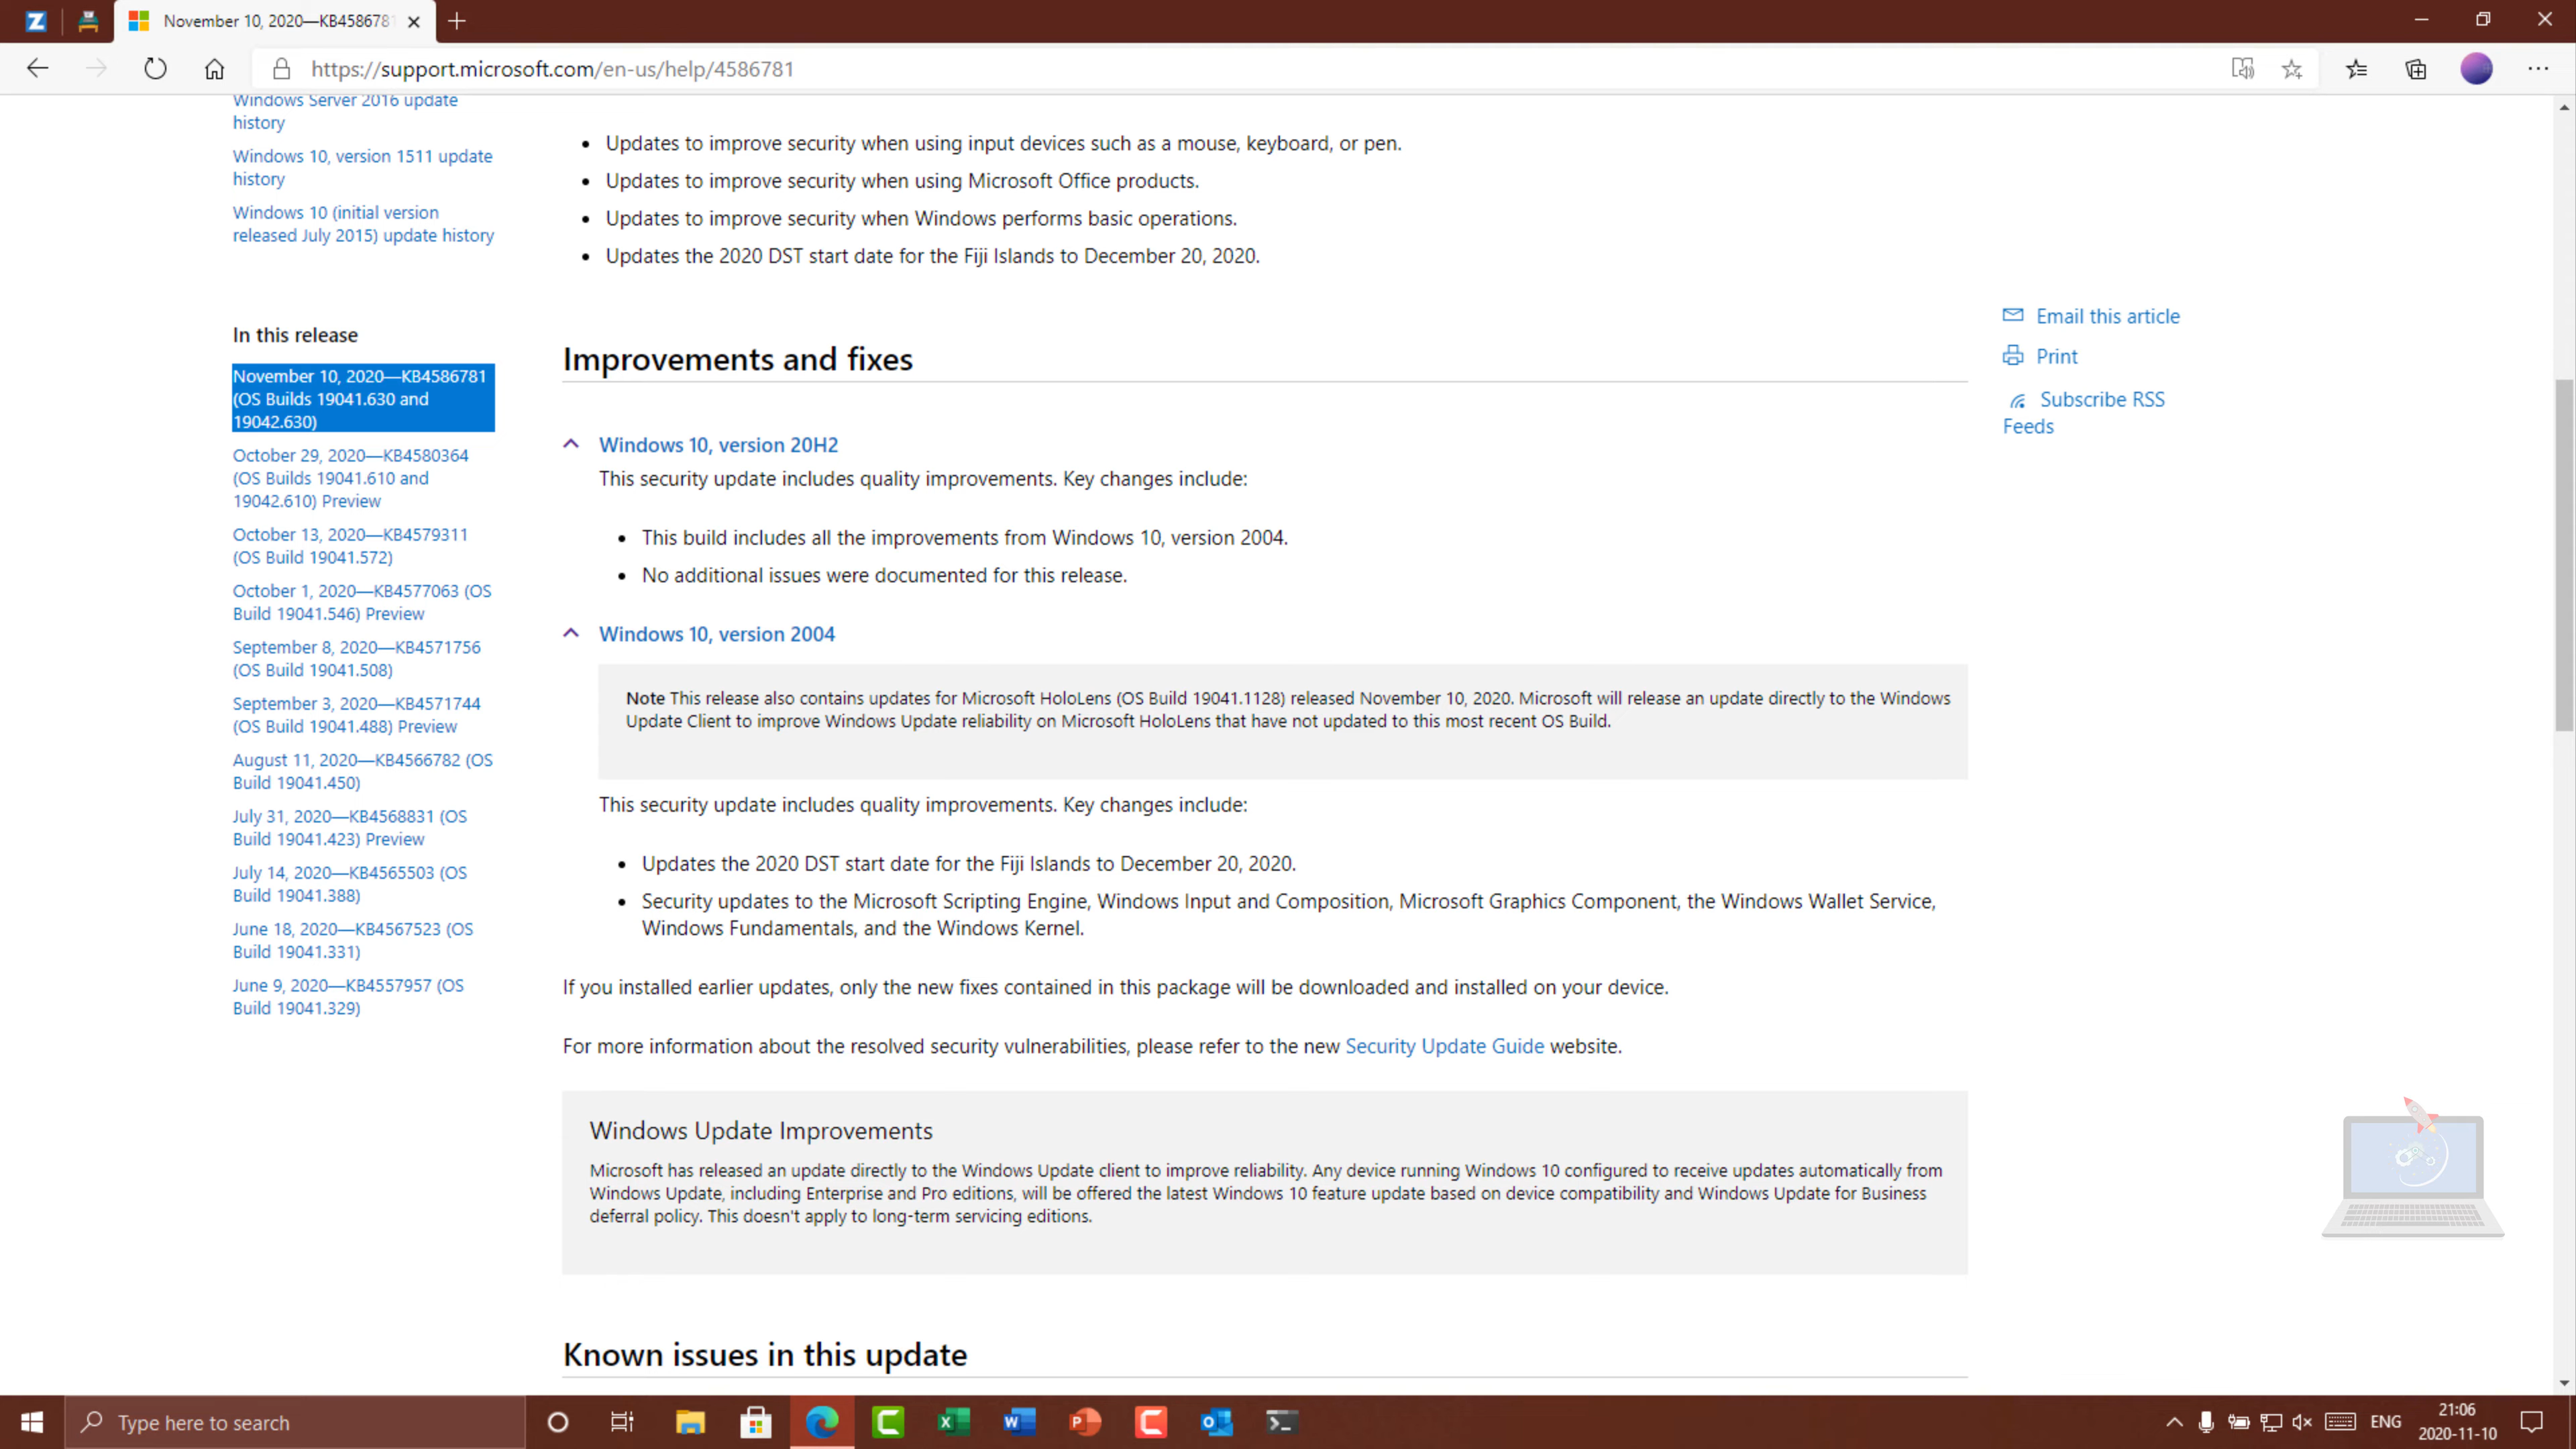 November 10, 2020—KB4586781
https://support.microsoft.com/en-us/help/4586781
Windows Server 2016 update
history
Windows 10, version 1511 update
history
Windows 10 (initial version
released July 2015) update history
In this release
November 10, 2020—KB4586781
(OS Builds 19041.630 and
19042.630)
October 29, 2020—KB4580364
(OS Builds 19041.610 and
19042.610) Preview
October 13, 2020—KB4579311
(OS Build 19041.572)
October 1, 2020—KB4577063 (OS
Build 19041.546) Preview
September 8, 2020—KB4571756
(OS Build 19041.508)
September 3, 2020—KB4571744
(OS Build 19041.488) Preview
August 11, 2020—KB4566782 (OS
Build 19041.450)
July 31, 2020—KB4568831 (OS
Build 19041.423) Preview
July 14, 2020—KB4565503 (OS
Build 19041.388)
June 18, 2020—KB4567523 (OS
Build 19041.331)
June 9, 2020—KB4557957 (OS
Build 19041.329)
Updates to improve security when using input devices such as a mouse, keyboard, or pen.
Updates to improve security when using Microsoft Office products.
Updates to improve security when Windows performs basic operations.
Updates the 2020 DST start date for the Fiji Islands to December 20, 2020.
Improvements and fixes
Windows 10, version 20H2
This security update includes quality improvements. Key changes include:
This build includes all the improvements from Windows 10, version 2004.
No additional issues were documented for this release.
Windows 10, version 2004
Note This release also contains updates for Microsoft HoloLens (OS Build 19041.1128) released November 10, 2020. Microsoft will release an update directly to the Windows
Update Client to improve Windows Update reliability on Microsoft HoloLens that have not updated to this most recent OS Build.
This security update includes quality improvements. Key changes include:
Updates the 2020 DST start date for the Fiji Islands to December 20, 2020.
Security updates to the Microsoft Scripting Engine, Windows Input and Composition, Microsoft Graphics Component, the Windows Wallet Service,
Windows Fundamentals, and the Windows Kernel.
If you installed earlier updates, only the new fixes contained in this package will be downloaded and installed on your device.
For more information about the resolved security vulnerabilities, please refer to the new Security Update Guide website.
Windows Update Improvements
Microsoft has released an update directly to the Windows Update client to improve reliability. Any device running Windows 10 configured to receive updates automatically from
Windows Update, including Enterprise and Pro editions, will be offered the latest Windows 10 feature update based on device compatibility and Windows Update for Business
deferral policy. This doesn't apply to long-term servicing editions.
Known issues in this update
Email this article
Print
Subscribe RSS
Feeds
Type here to search
ENG
21:06
2020-11-10